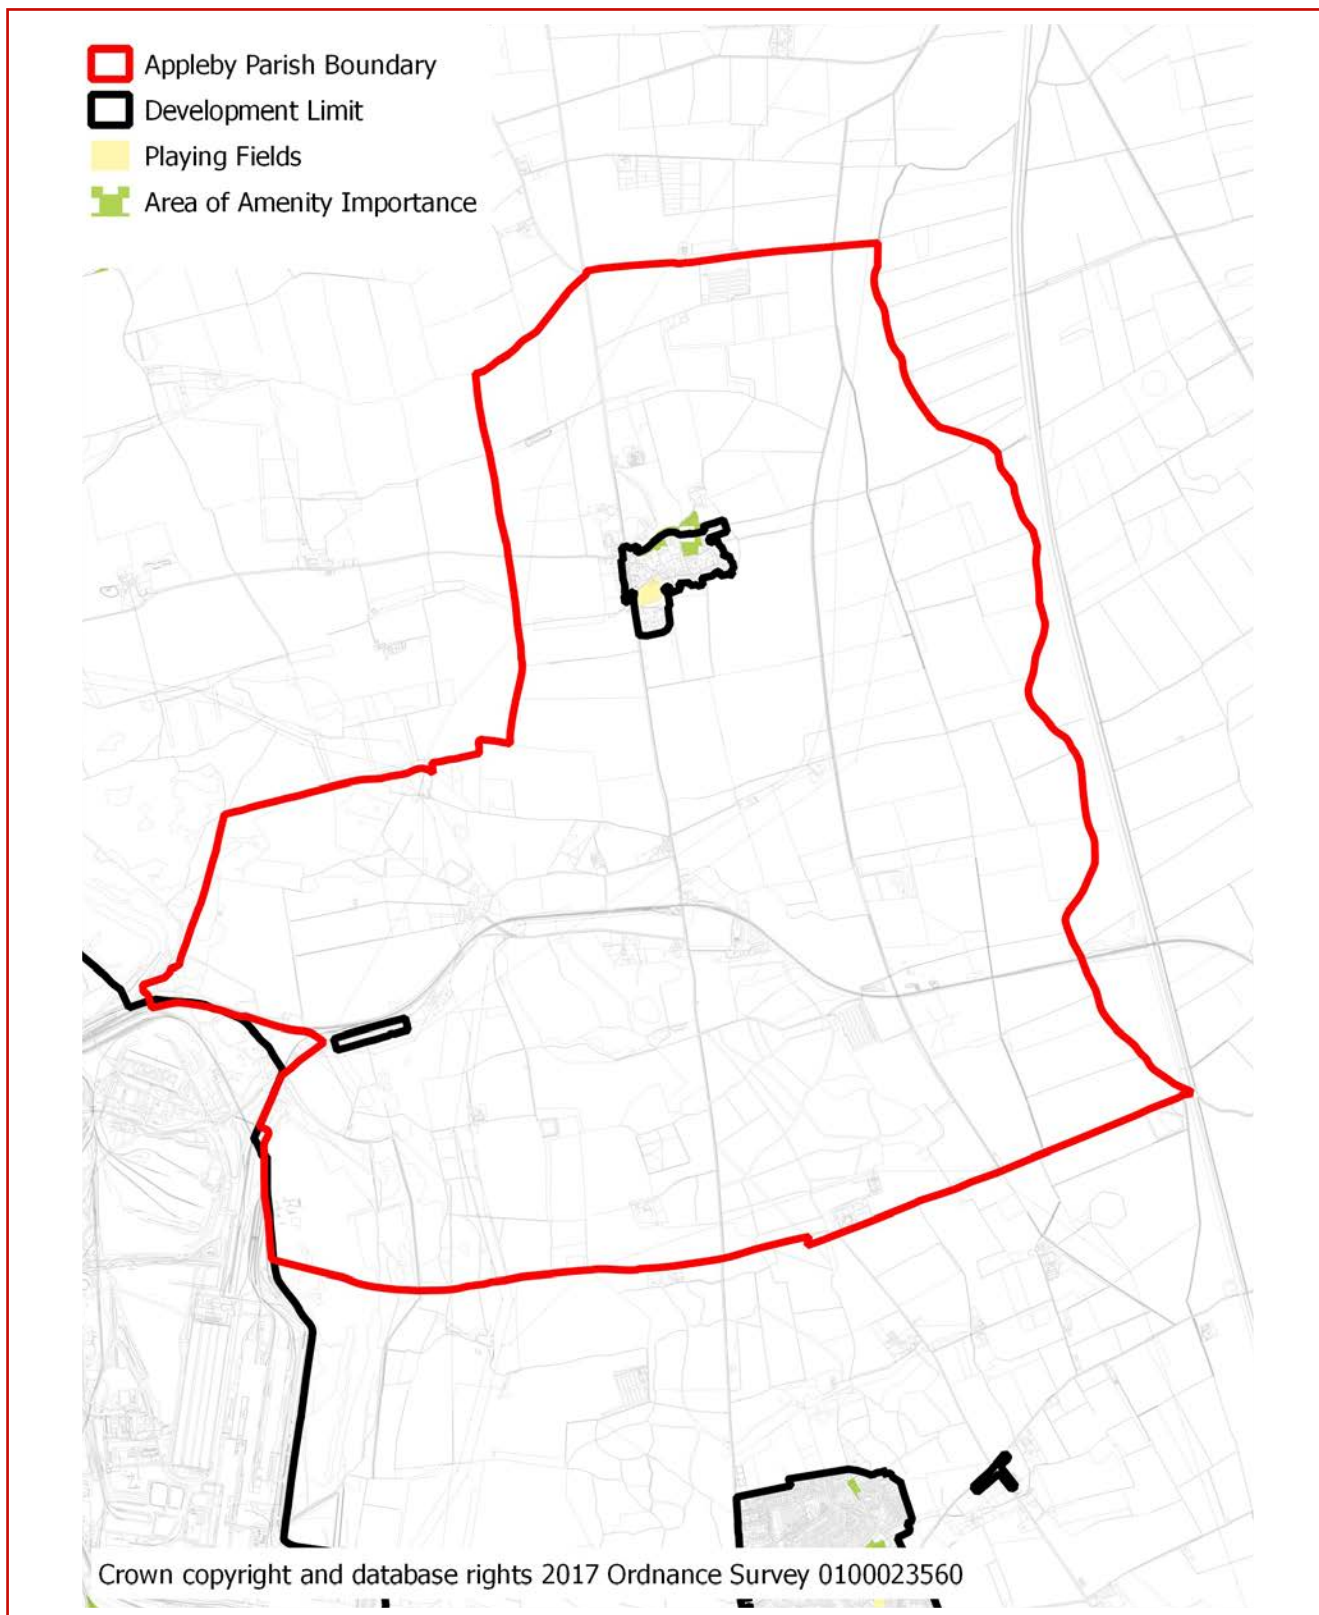 Appleby Parish Boundary
Development Limit
Playing Fields
Area of Amenity Importance
Crown copyright and database rights 2017 Ordnance Survey 0100023560